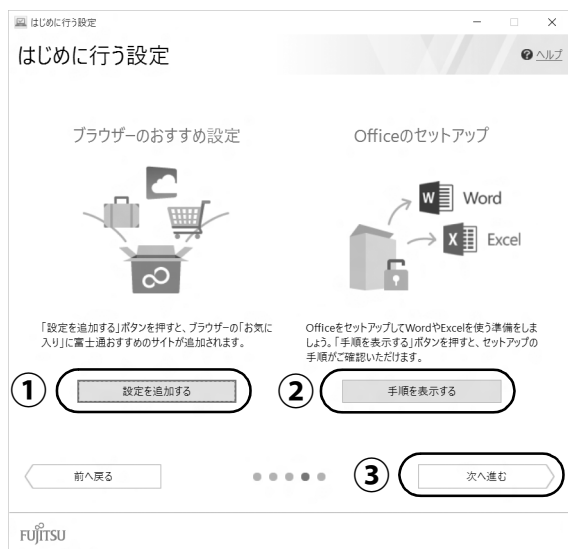 はじめに行う設定
はじめに行う設定
ヘルプ
ブラウザーのおすすめ設定
Officeのセットアップ
W
Word
X
Excel
「設定を追加する」ボタンを押すと、ブラウザーの「お気に
入り」に富士通おすすめのサイトが追加されます。
OfficeをセットアップしてWordやExcelを使う準備をしま
しょう。「手順を表示する」ボタンを押すと、セットアップの
手順がご確認いただけます。
① 設定を追加する
② 手順を表示する
前へ戻る
③ 次へ進む
FUJITSU